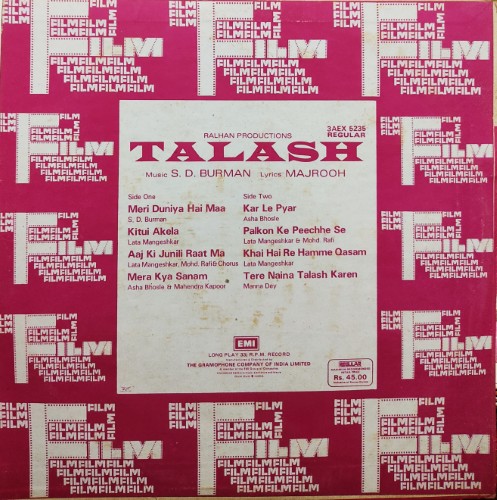 FILM
FILM
RALHAN PRODUCTIONS
3AEX 5235
REGULAR
TALASH
Music S. D. BURMAN Lyrics MAJROOH
Side One
Meri Duniya Hai Maa
S. D. Burman
Kitui Akela
Lata Mangeshkar
Aaj Ki Junili Raat Ma
Lata Mangeshkar, Mohd. Rafi & Chorus
Mera Kya Sanam
Asha Bhosle & Mahendra Kapoor
Side Two
Kar Le Pyar
Asha Bhosle
Palkon Ke Peechhe Se
Lata Mangeshkar & Mohd. Rafi
Khai Hai Re Hamme Qasam
Lata Mangeshkar
Tere Naina Talash Karen
Manna Dey
EMI
LONG PLAY 33⅓ R.P.M. RECORD
THE GRAMOPHONE COMPANY OF INDIA LIMITED
REGULAR
Rs. 45.00